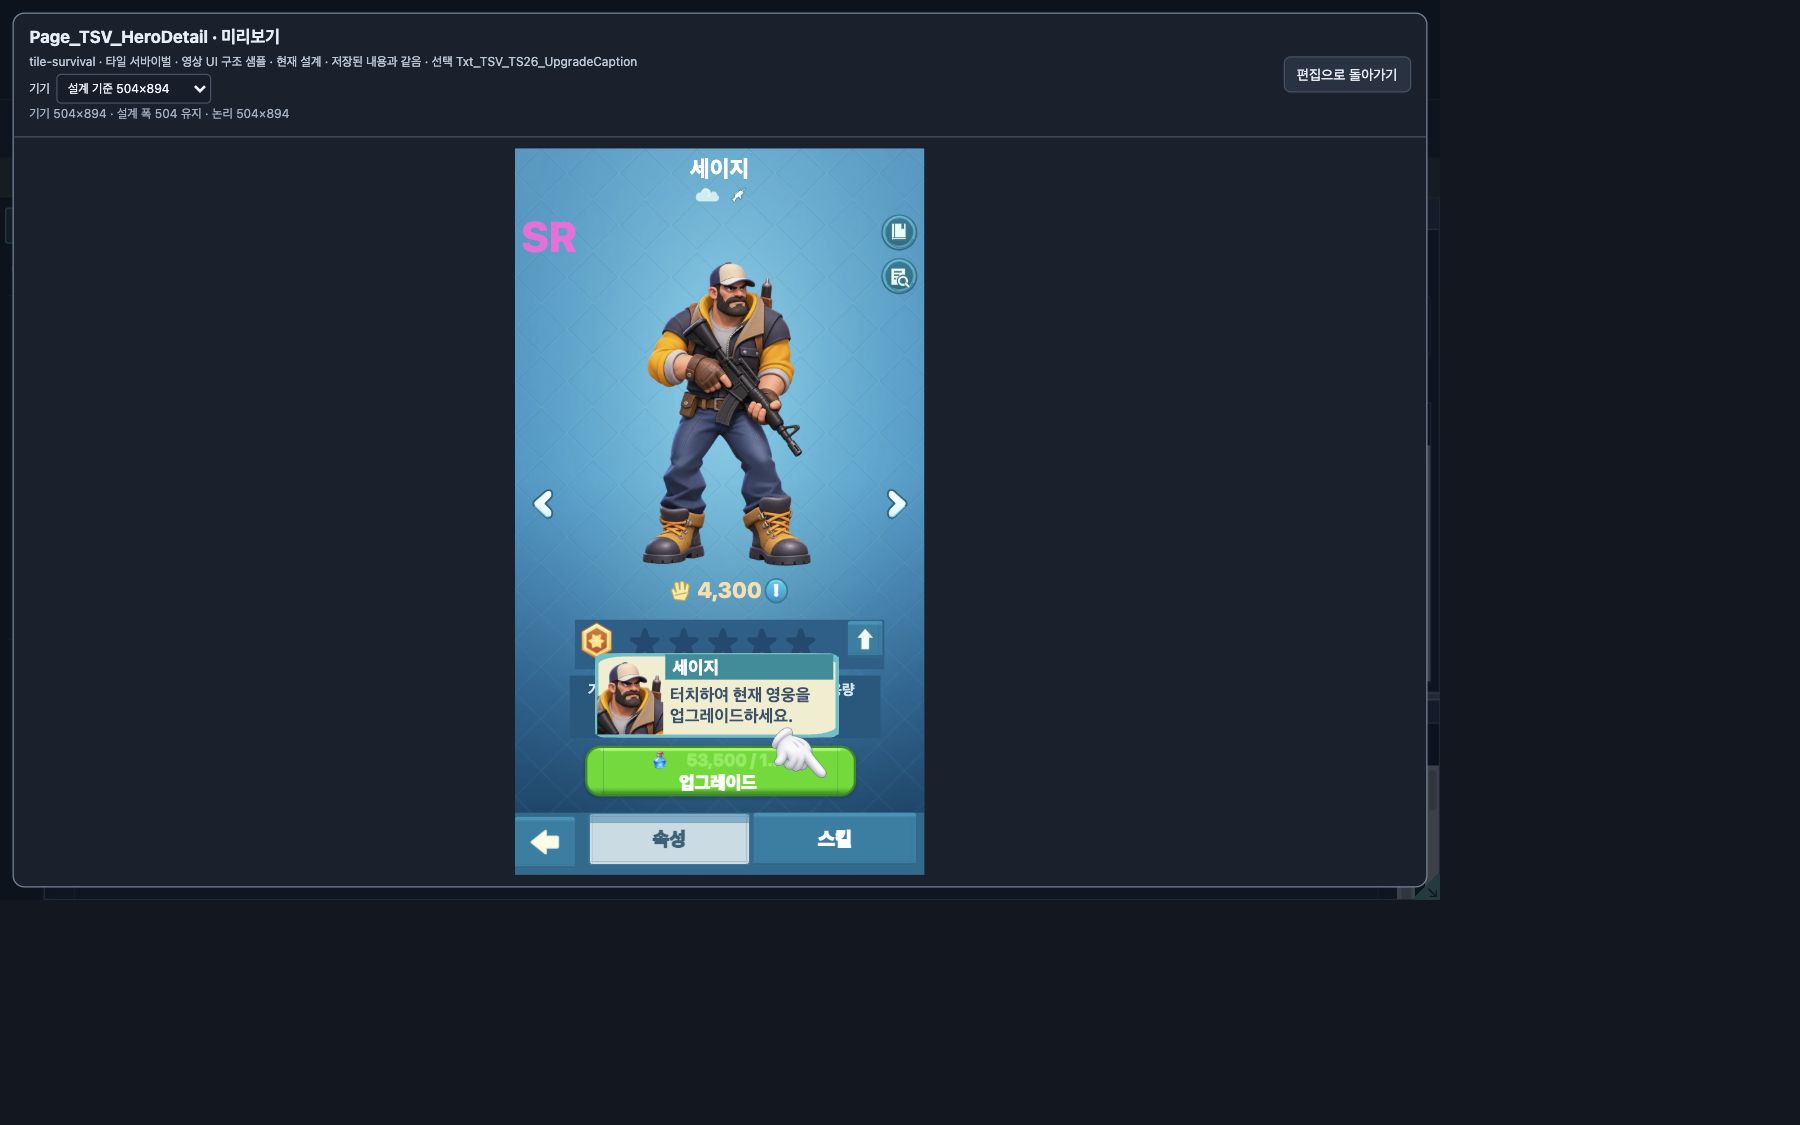 Page_TSV_HeroDetail · 미리보기
tile-survival · 타일 서바이벌 · 영상 UI 구조 샘플 · 현재 설계 · 저장된 내용과 같음 · 선택 Txt_TSV_TS26_UpgradeCaption
기기 설계 기준 504×894
기기 504×894 · 설계 폭 504 유지 · 논리 504×894
편집으로 돌아가기
세이지
SR
4,300
세이지
터치하여 현재 영웅을
업그레이드하세요.
53,500 / 1.
업그레이드
속성
스킬